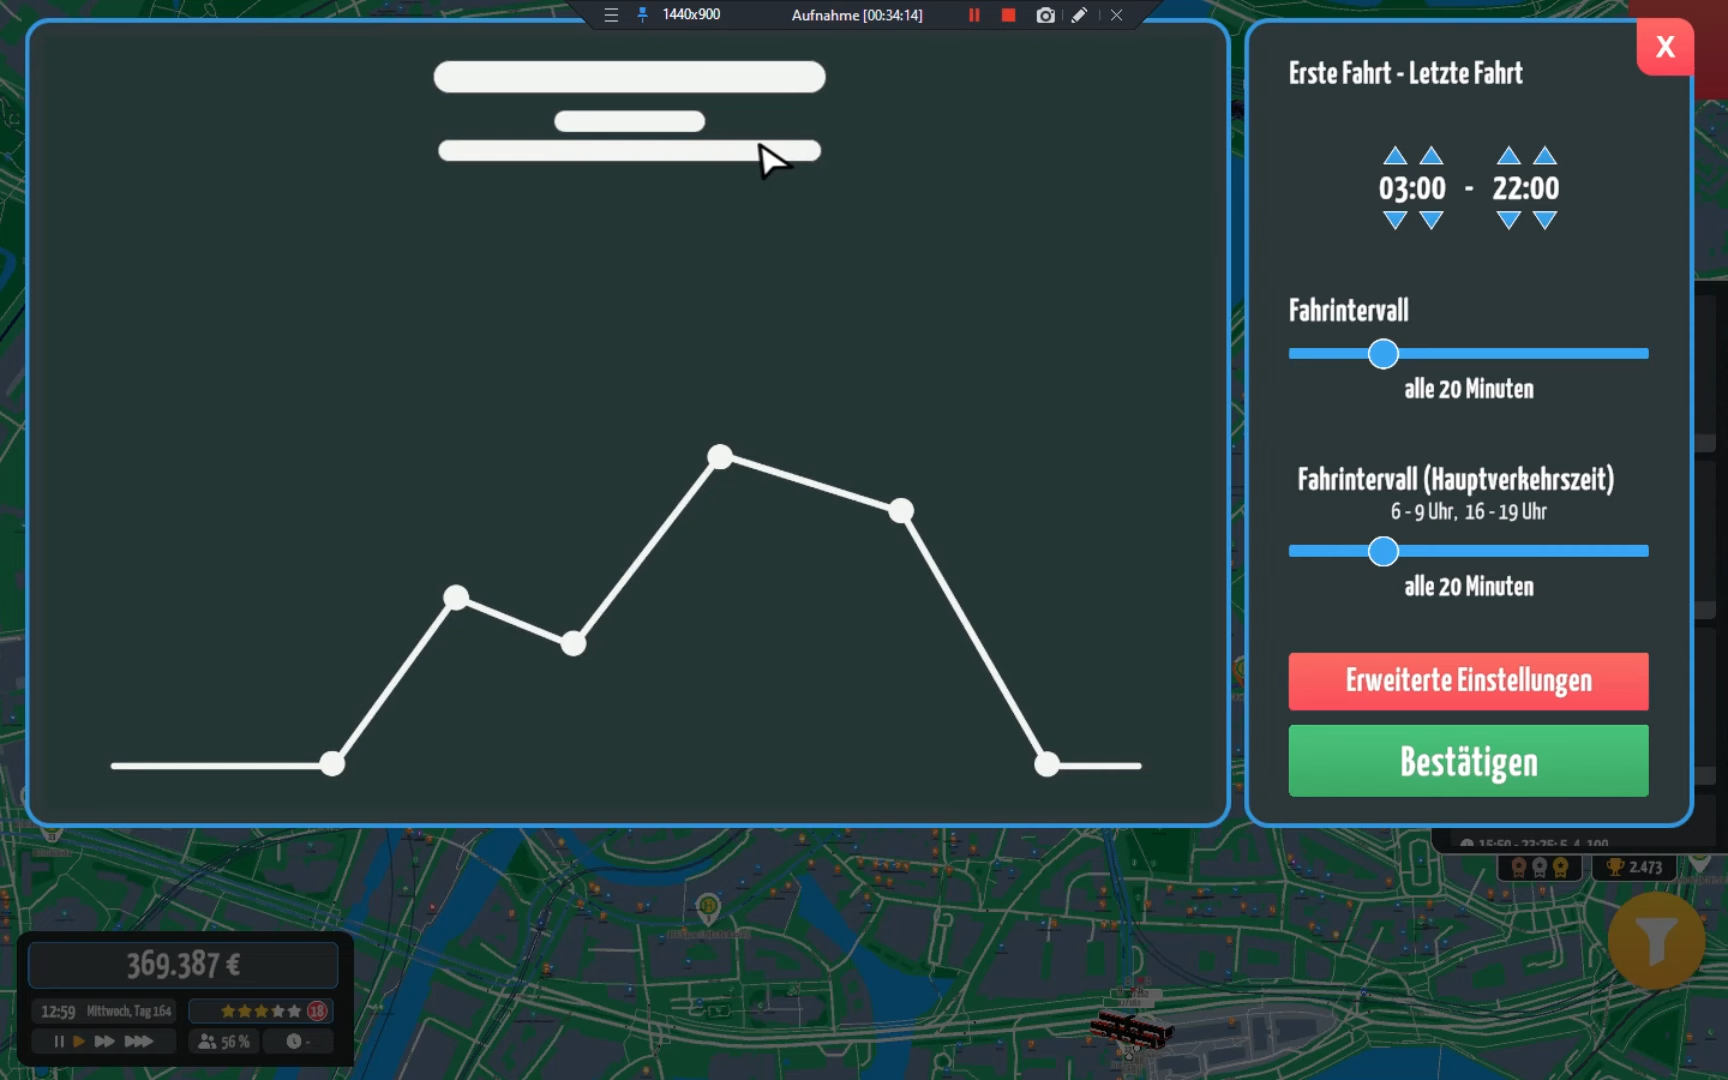 1440x900
Aufnahme [00:34:14]
X
Erste Fahrt - Letzte Fahrt
03:00 - 22:00
Fahrintervall
alle 20 Minuten
Fahrintervall (Hauptverkehrszeit)
6 - 9 Uhr, 16 - 19 Uhr
alle 20 Minuten
Erweiterte Einstellungen
Bestätigen
2.473
369.387 €
12:59 Mittwoch, Tag 164
18
56 %
-